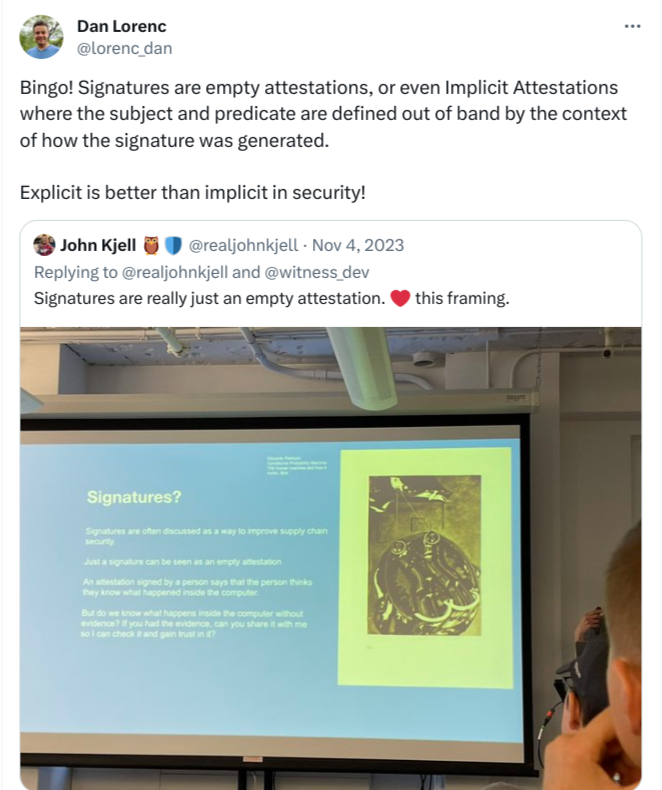 Dan Lorenc
@lorenc_dan
Bingo! Signatures are empty attestations, or even Implicit Attestations
where the subject and predicate are defined out of band by the context
of how the signature was generated.
Explicit is better than implicit in security!
John Kjell 🦉 🛡️ @realjohnkjell · Nov 4, 2023
Replying to @realjohnkjell and @witness_dev
Signatures are really just an empty attestation. ❤️ this framing.
Signatures?
Signatures are often discussed as a way to improve supply chain
security.
Just a signature can be seen as an empty attestation
An attestation signed by a person says that the person thinks
they know what happened inside the computer.
But do we know what happens inside the computer without
evidence? If you had the evidence, can you share it with me
so I can check it and gain trust in it?